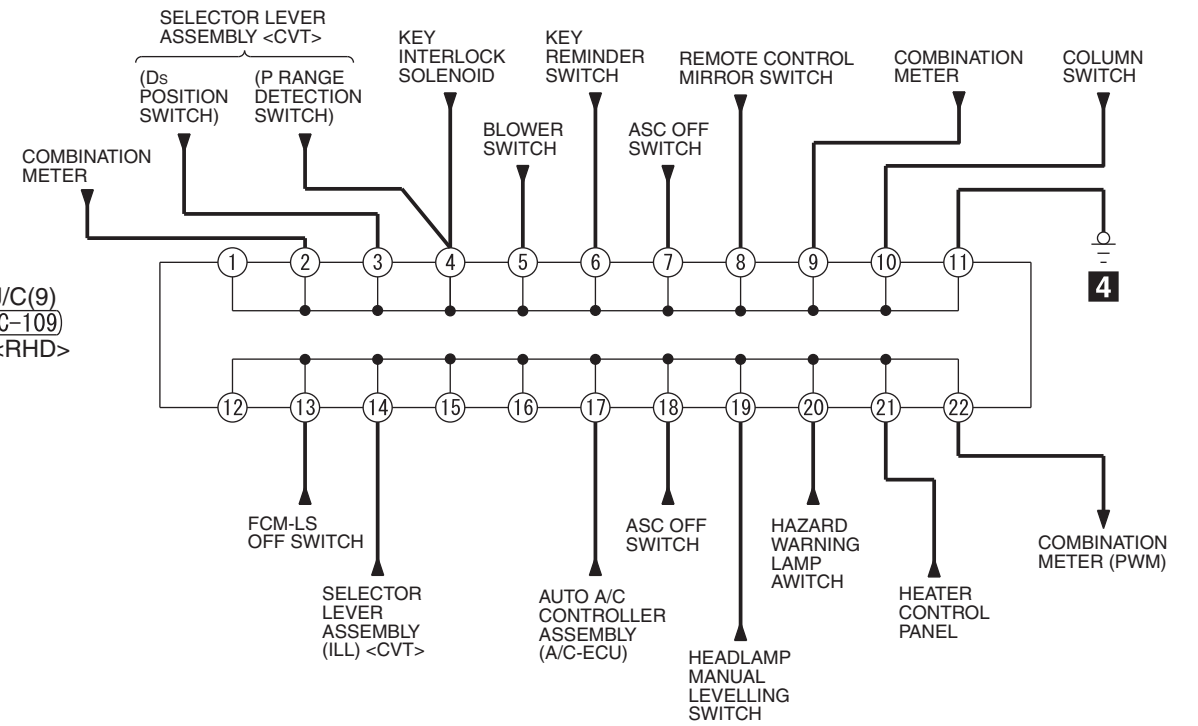 SELECTOR LEVER
ASSEMBLY <CVT>
(Ds
POSITION
SWITCH)
(P RANGE
DETECTION
SWITCH)
KEY
INTERLOCK
SOLENOID
KEY
REMINDER
SWITCH
REMOTE CONTROL
MIRROR SWITCH
COMBINATION
METER
COLUMN
SWITCH
BLOWER
SWITCH
ASC OFF
SWITCH
COMBINATION
METER
1 2 3 4 5 6 7 8 9 10 11
4
J/C(9)
C-109
<RHD>
12 13 14 15 16 17 18 19 20 21 22
FCM-LS
OFF SWITCH
SELECTOR
LEVER
ASSEMBLY
(ILL) <CVT>
AUTO A/C
CONTROLLER
ASSEMBLY
(A/C-ECU)
ASC OFF
SWITCH
HEADLAMP
MANUAL
LEVELLING
SWITCH
HAZARD
WARNING
LAMP
AWITCH
HEATER
CONTROL
PANEL
COMBINATION
METER (PWM)